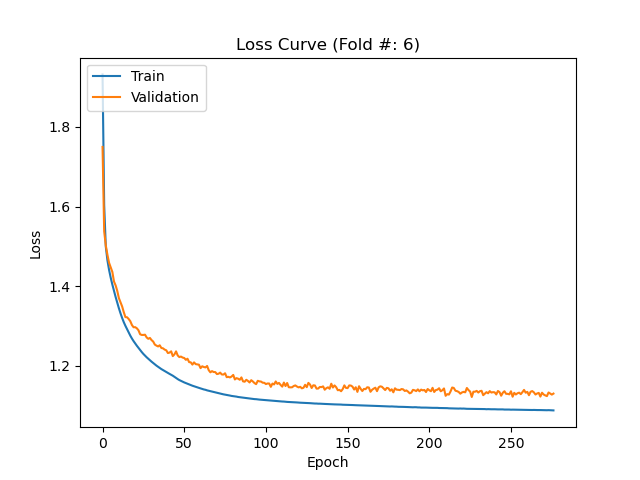 Loss Curve (Fold #: 6)
Train
Validation
1.8
1.6
1.4
1.2
Loss
0 50 100 150 200 250
Epoch